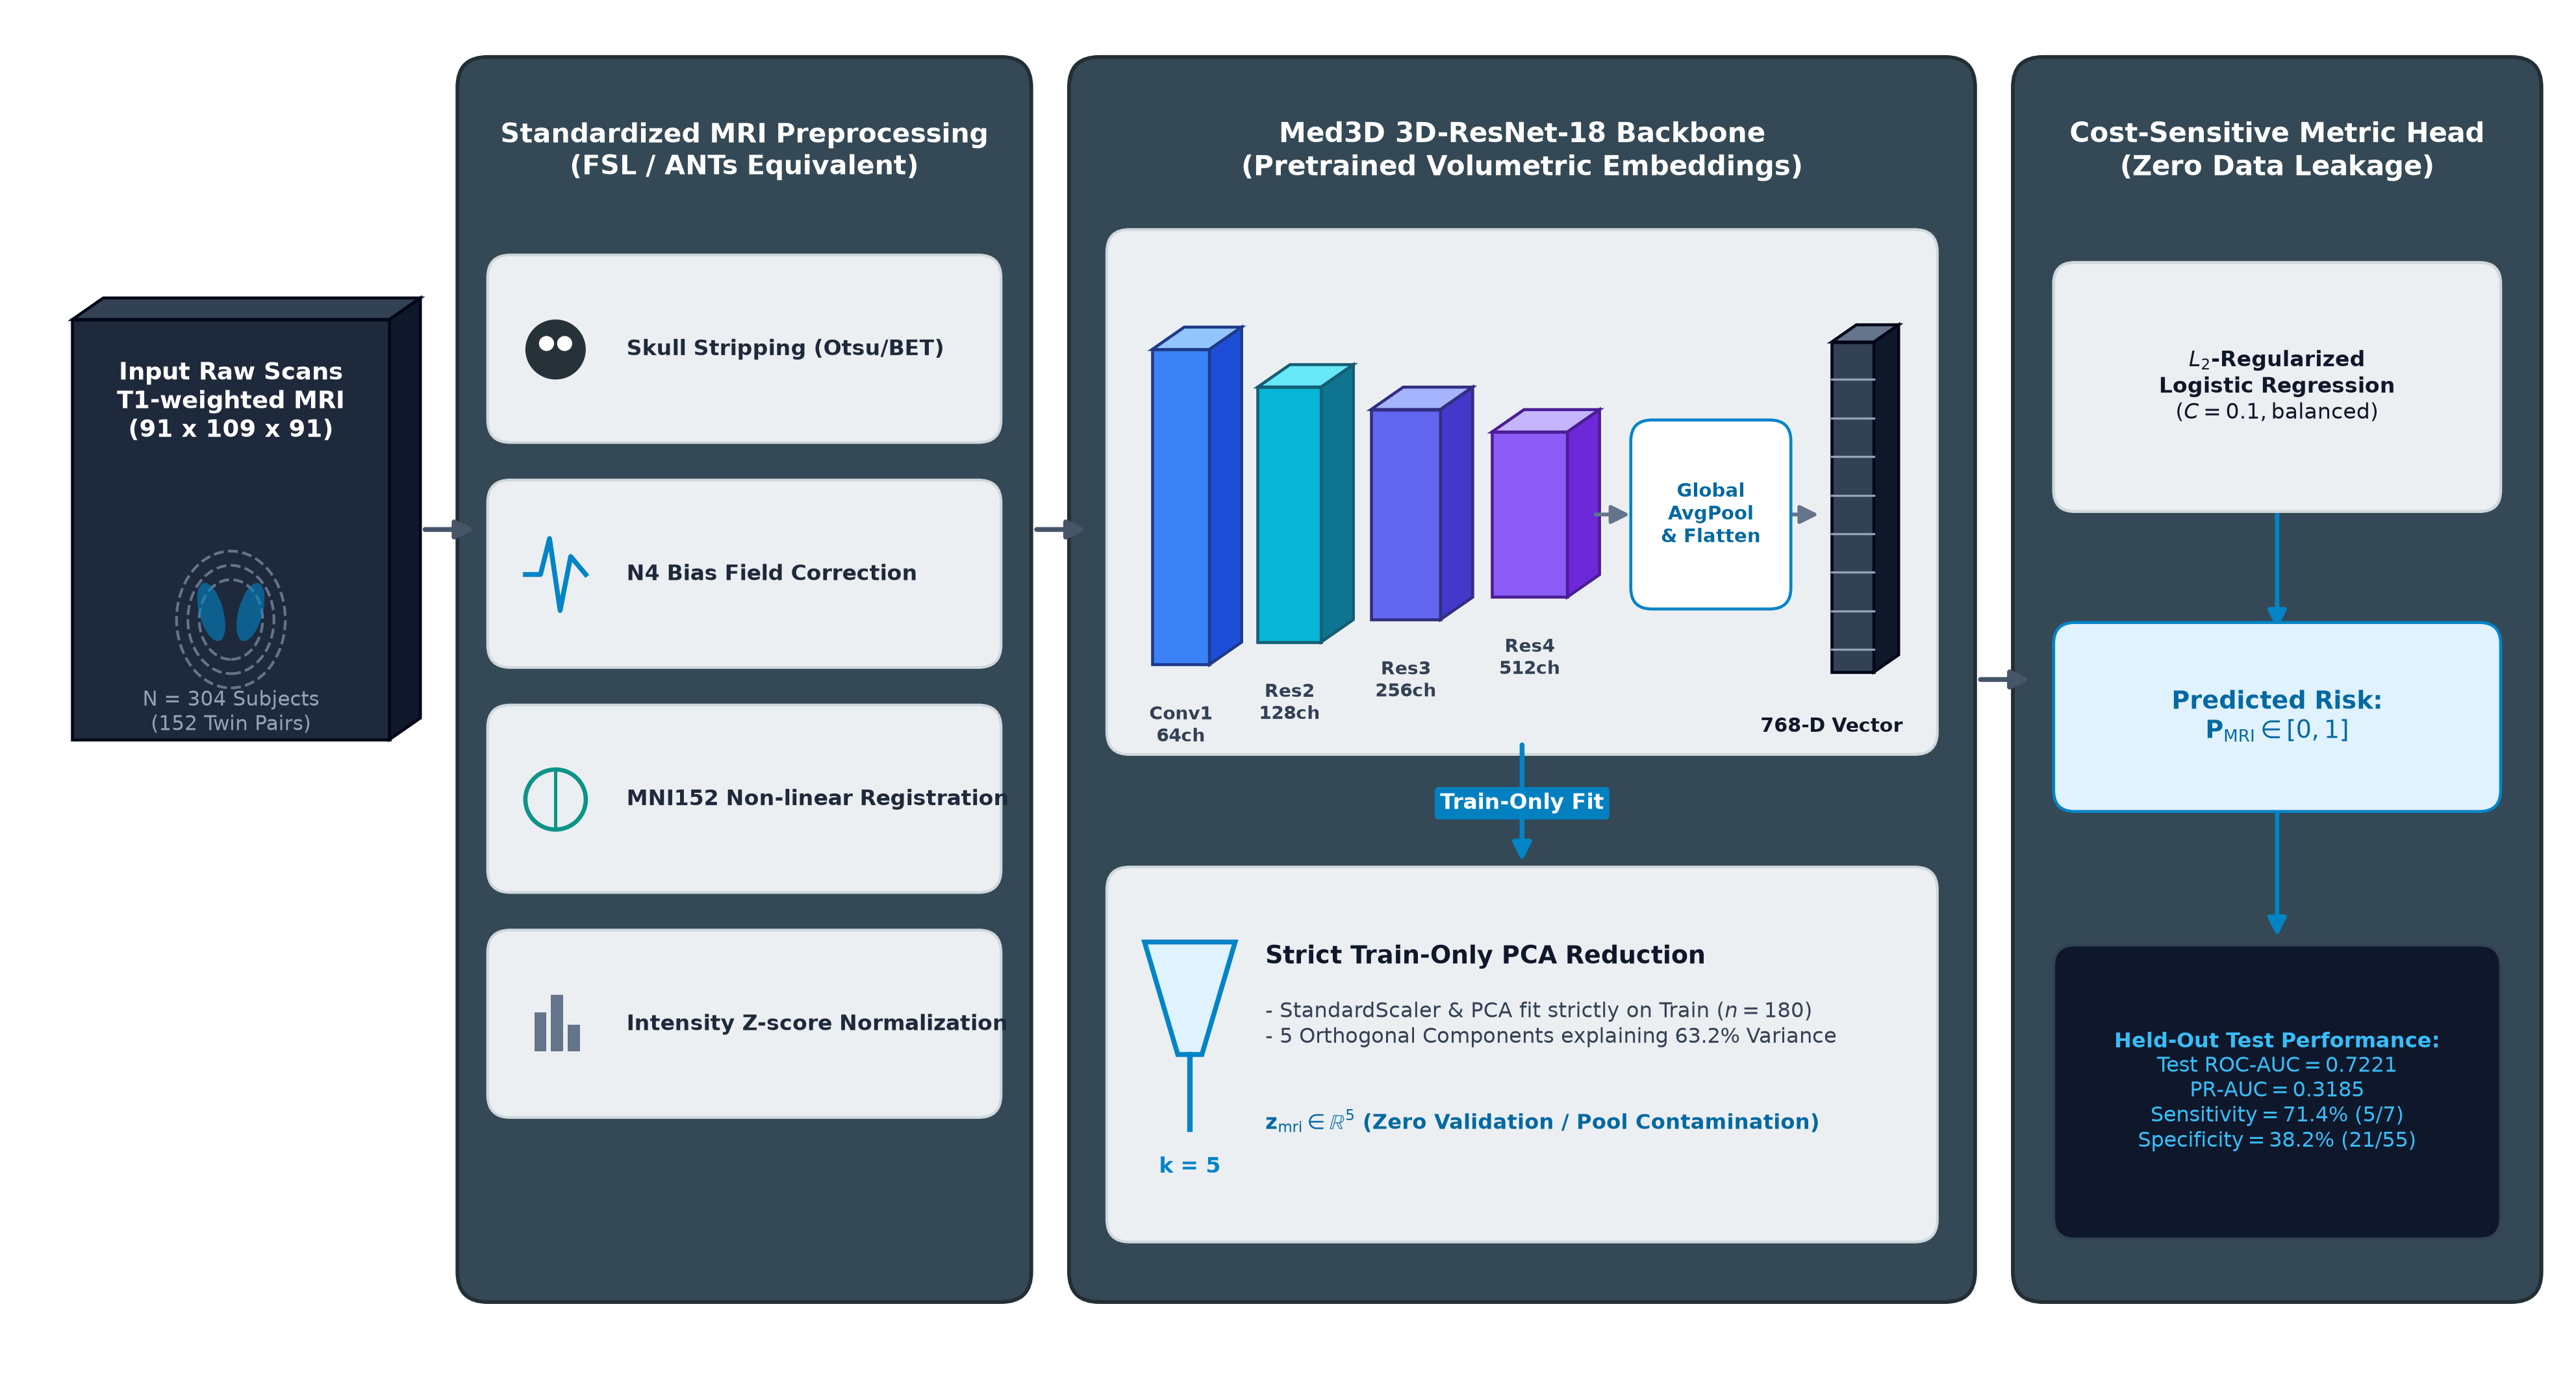 Input Raw Scans
T1-weighted MRI
(91 x 109 x 91)
N = 304 Subjects
(152 Twin Pairs)
Standardized MRI Preprocessing
(FSL / ANTs Equivalent)
Skull Stripping (Otsu/BET)
N4 Bias Field Correction
MNI152 Non-linear Registration
Intensity Z-score Normalization
Med3D 3D-ResNet-18 Backbone
(Pretrained Volumetric Embeddings)
Conv1
64ch
Res2
128ch
Res3
256ch
Res4
512ch
Global
AvgPool
& Flatten
768-D Vector
Train-Only Fit
Strict Train-Only PCA Reduction
- StandardScaler & PCA fit strictly on Train (n = 180)
- 5 Orthogonal Components explaining 63.2% Variance
z_mri ∈ ℝ⁵ (Zero Validation / Pool Contamination)
k = 5
Cost-Sensitive Metric Head
(Zero Data Leakage)
L₂-Regularized
Logistic Regression
(C = 0.1, balanced)
Predicted Risk:
P_MRI ∈ [0, 1]
Held-Out Test Performance:
Test ROC-AUC = 0.7221
PR-AUC = 0.3185
Sensitivity = 71.4% (5/7)
Specificity = 38.2% (21/55)